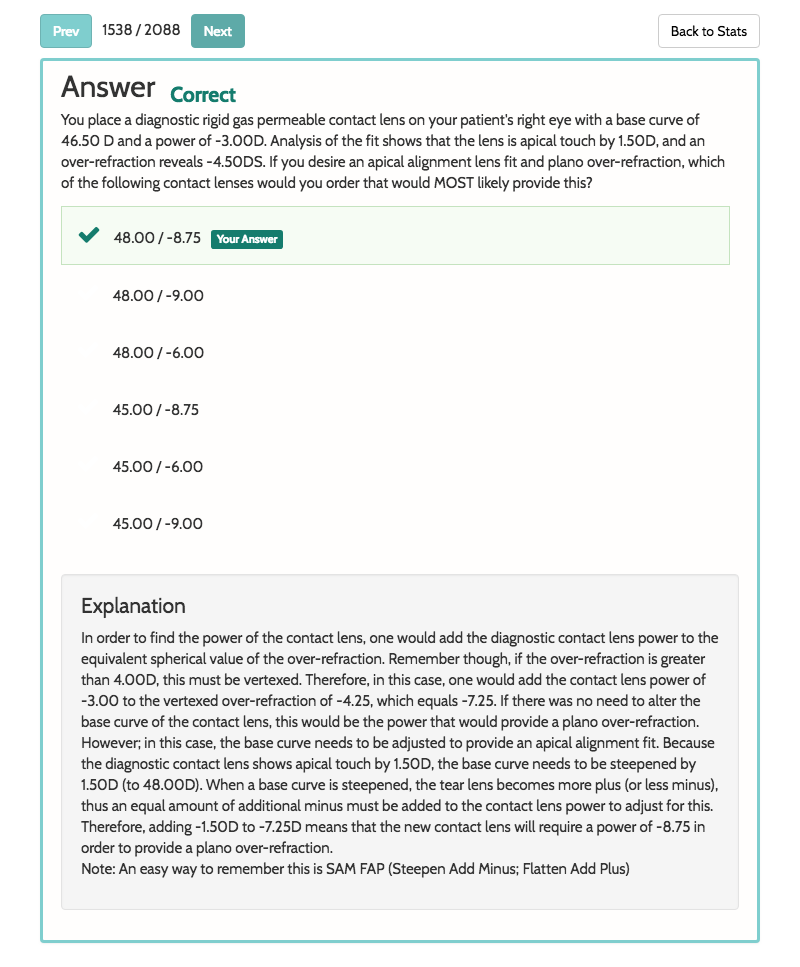 Prev 1538 / 2088 Next Back to Stats
Answer Correct
You place a diagnostic rigid gas permeable contact lens on your patient's right eye with a base curve of
46.50 D and a power of -3.00D. Analysis of the fit shows that the lens is apical touch by 1.50D, and an
over-refraction reveals -4.50DS. If you desire an apical alignment lens fit and plano over-refraction, which
of the following contact lenses would you order that would MOST likely provide this?
48.00 / -8.75 Your Answer
48.00 / -9.00
48.00 / -6.00
45.00 / -8.75
45.00 / -6.00
45.00 / -9.00
Explanation
In order to find the power of the contact lens, one would add the diagnostic contact lens power to the
equivalent spherical value of the over-refraction. Remember though, if the over-refraction is greater
than 4.00D, this must be vertexed. Therefore, in this case, one would add the contact lens power of
-3.00 to the vertexed over-refraction of -4.25, which equals -7.25. If there was no need to alter the
base curve of the contact lens, this would be the power that would provide a plano over-refraction.
However; in this case, the base curve needs to be adjusted to provide an apical alignment fit. Because
the diagnostic contact lens shows apical touch by 1.50D, the base curve needs to be steepened by
1.50D (to 48.00D). When a base curve is steepened, the tear lens becomes more plus (or less minus),
thus an equal amount of additional minus must be added to the contact lens power to adjust for this.
Therefore, adding -1.50D to -7.25D means that the new contact lens will require a power of -8.75 in
order to provide a plano over-refraction.
Note: An easy way to remember this is SAM FAP (Steepen Add Minus; Flatten Add Plus)